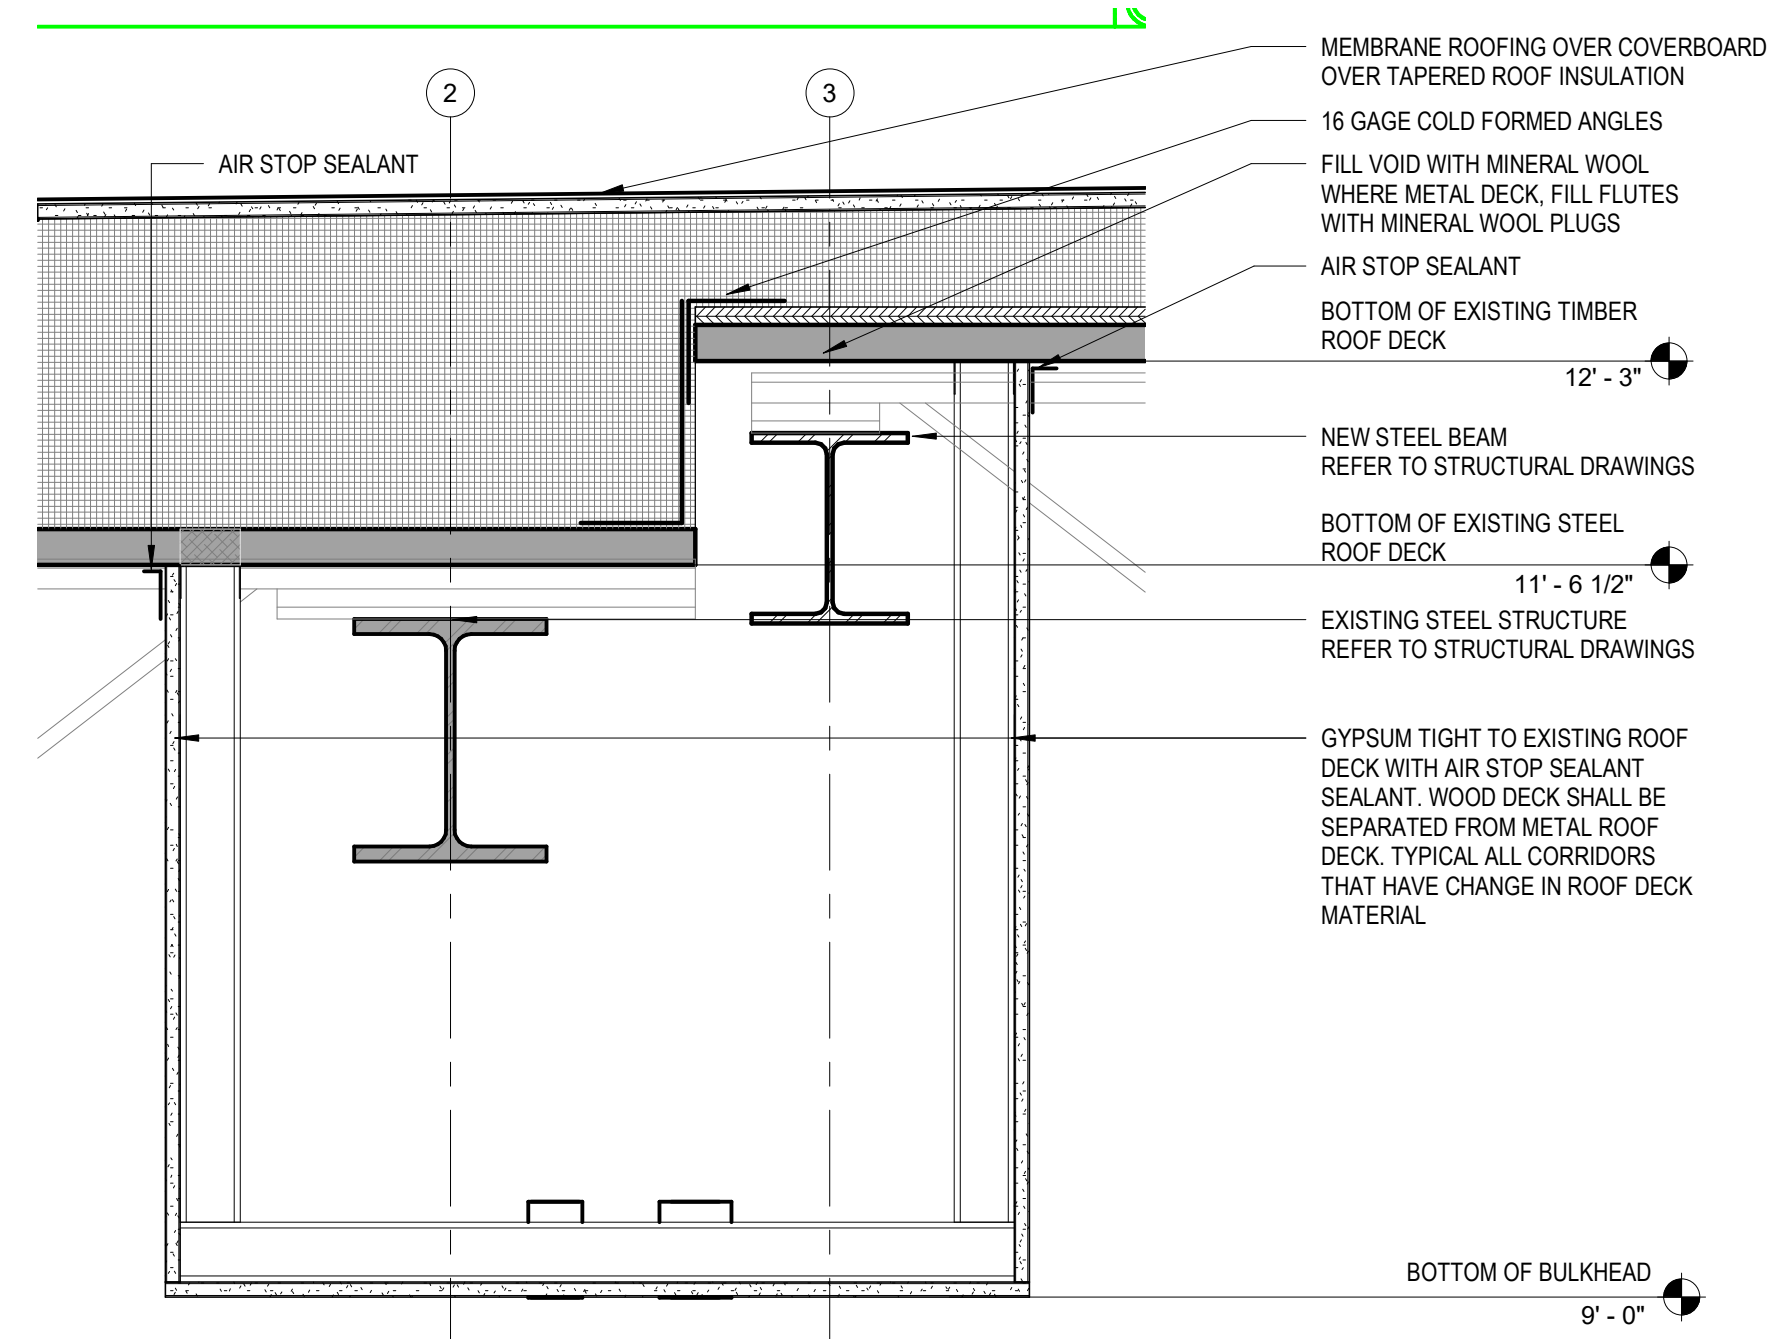 2
3
AIR STOP SEALANT
MEMBRANE ROOFING OVER COVERBOARD
OVER TAPERED ROOF INSULATION
16 GAGE COLD FORMED ANGLES
FILL VOID WITH MINERAL WOOL
WHERE METAL DECK, FILL FLUTES
WITH MINERAL WOOL PLUGS
AIR STOP SEALANT
BOTTOM OF EXISTING TIMBER
ROOF DECK
12' - 3"
NEW STEEL BEAM
REFER TO STRUCTURAL DRAWINGS
BOTTOM OF EXISTING STEEL
ROOF DECK
11' - 6 1/2"
EXISTING STEEL STRUCTURE
REFER TO STRUCTURAL DRAWINGS
GYPSUM TIGHT TO EXISTING ROOF
DECK WITH AIR STOP SEALANT
SEALANT. WOOD DECK SHALL BE
SEPARATED FROM METAL ROOF
DECK. TYPICAL ALL CORRIDORS
THAT HAVE CHANGE IN ROOF DECK
MATERIAL
BOTTOM OF BULKHEAD
9' - 0"